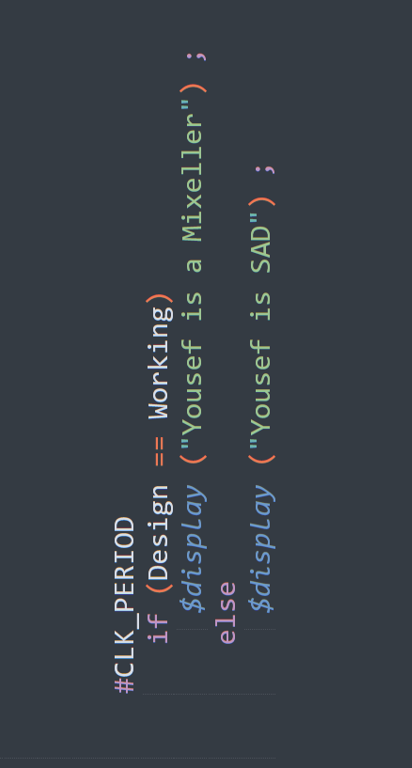 #CLK_PERIOD
if (Design == Working)
$display ("Yousef is a Mixeller") ;
else
$display ("Yousef is SAD") ;